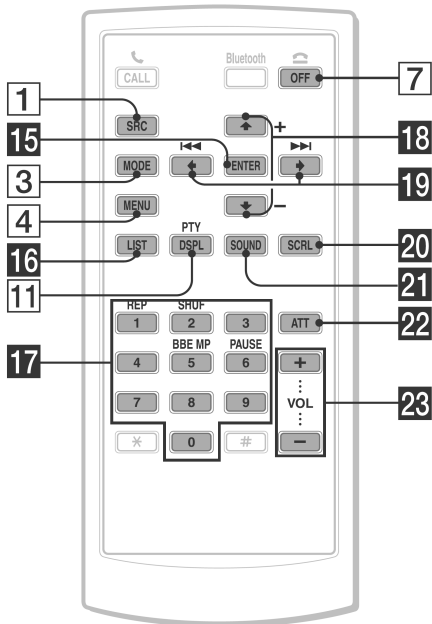 Bluetooth
CALL
OFF
7
1
SRC
+
18
15
MODE
ENTER
19
3
4
MENU
−
PTY
LIST
DSPL
SOUND
SCRL
20
16
11
21
REP
SHUF
1
2
3
ATT
22
BBE MP
PAUSE
17
4
5
6
+
7
8
9
VOL
23
*
0
#
−